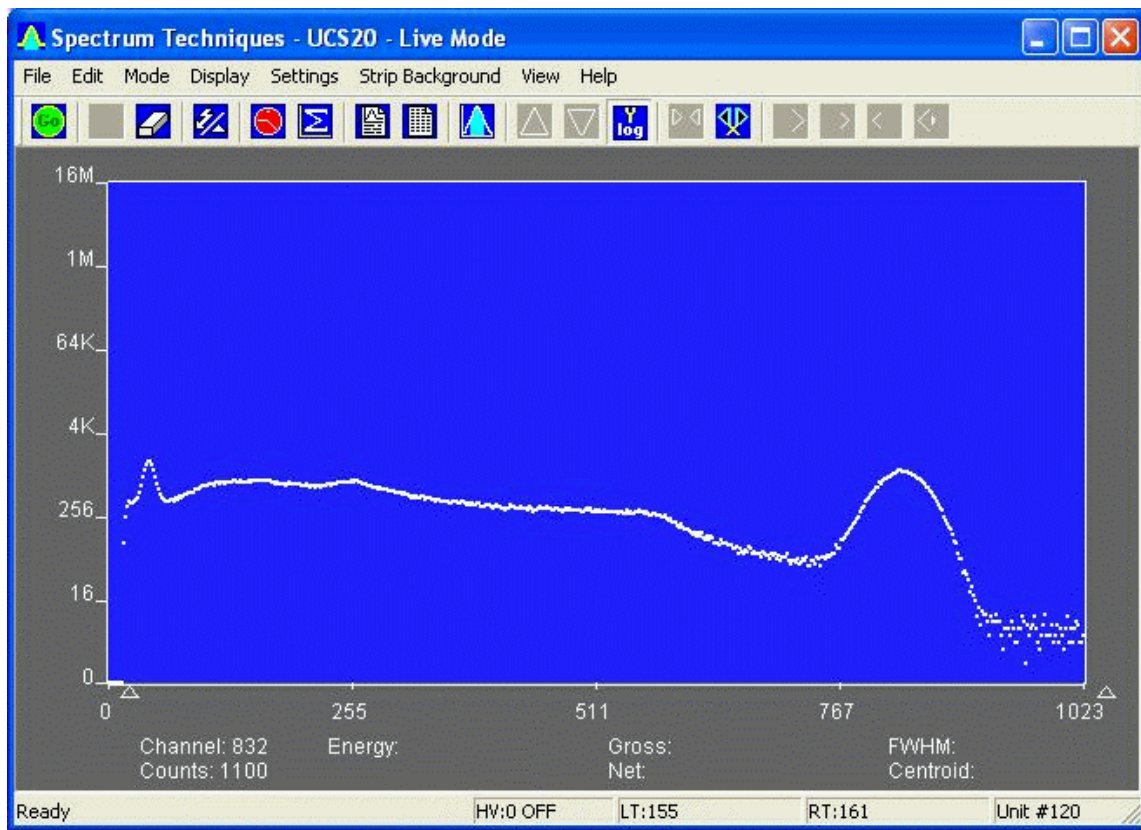 Spectrum Techniques - UCS20 - Live Mode
File Edit Mode Display Settings Strip Background View Help
Go
Y
log
16M
1M
64K
4K
256
16
0
0 255 511 767 1023
Channel: 832 Energy: Gross: FWHM:
Counts: 1100 Net: Centroid:
Ready HV:0 OFF LT:155 RT:161 Unit #120